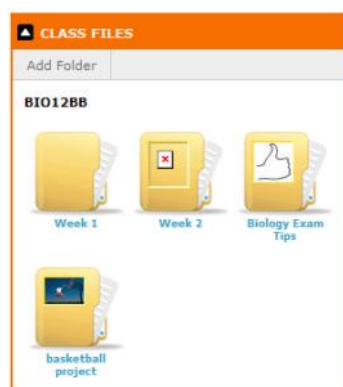 CLASS FILES
Add Folder
BIO12BB
Week 1
Week 2
Biology Exam
Tips
basketball
project